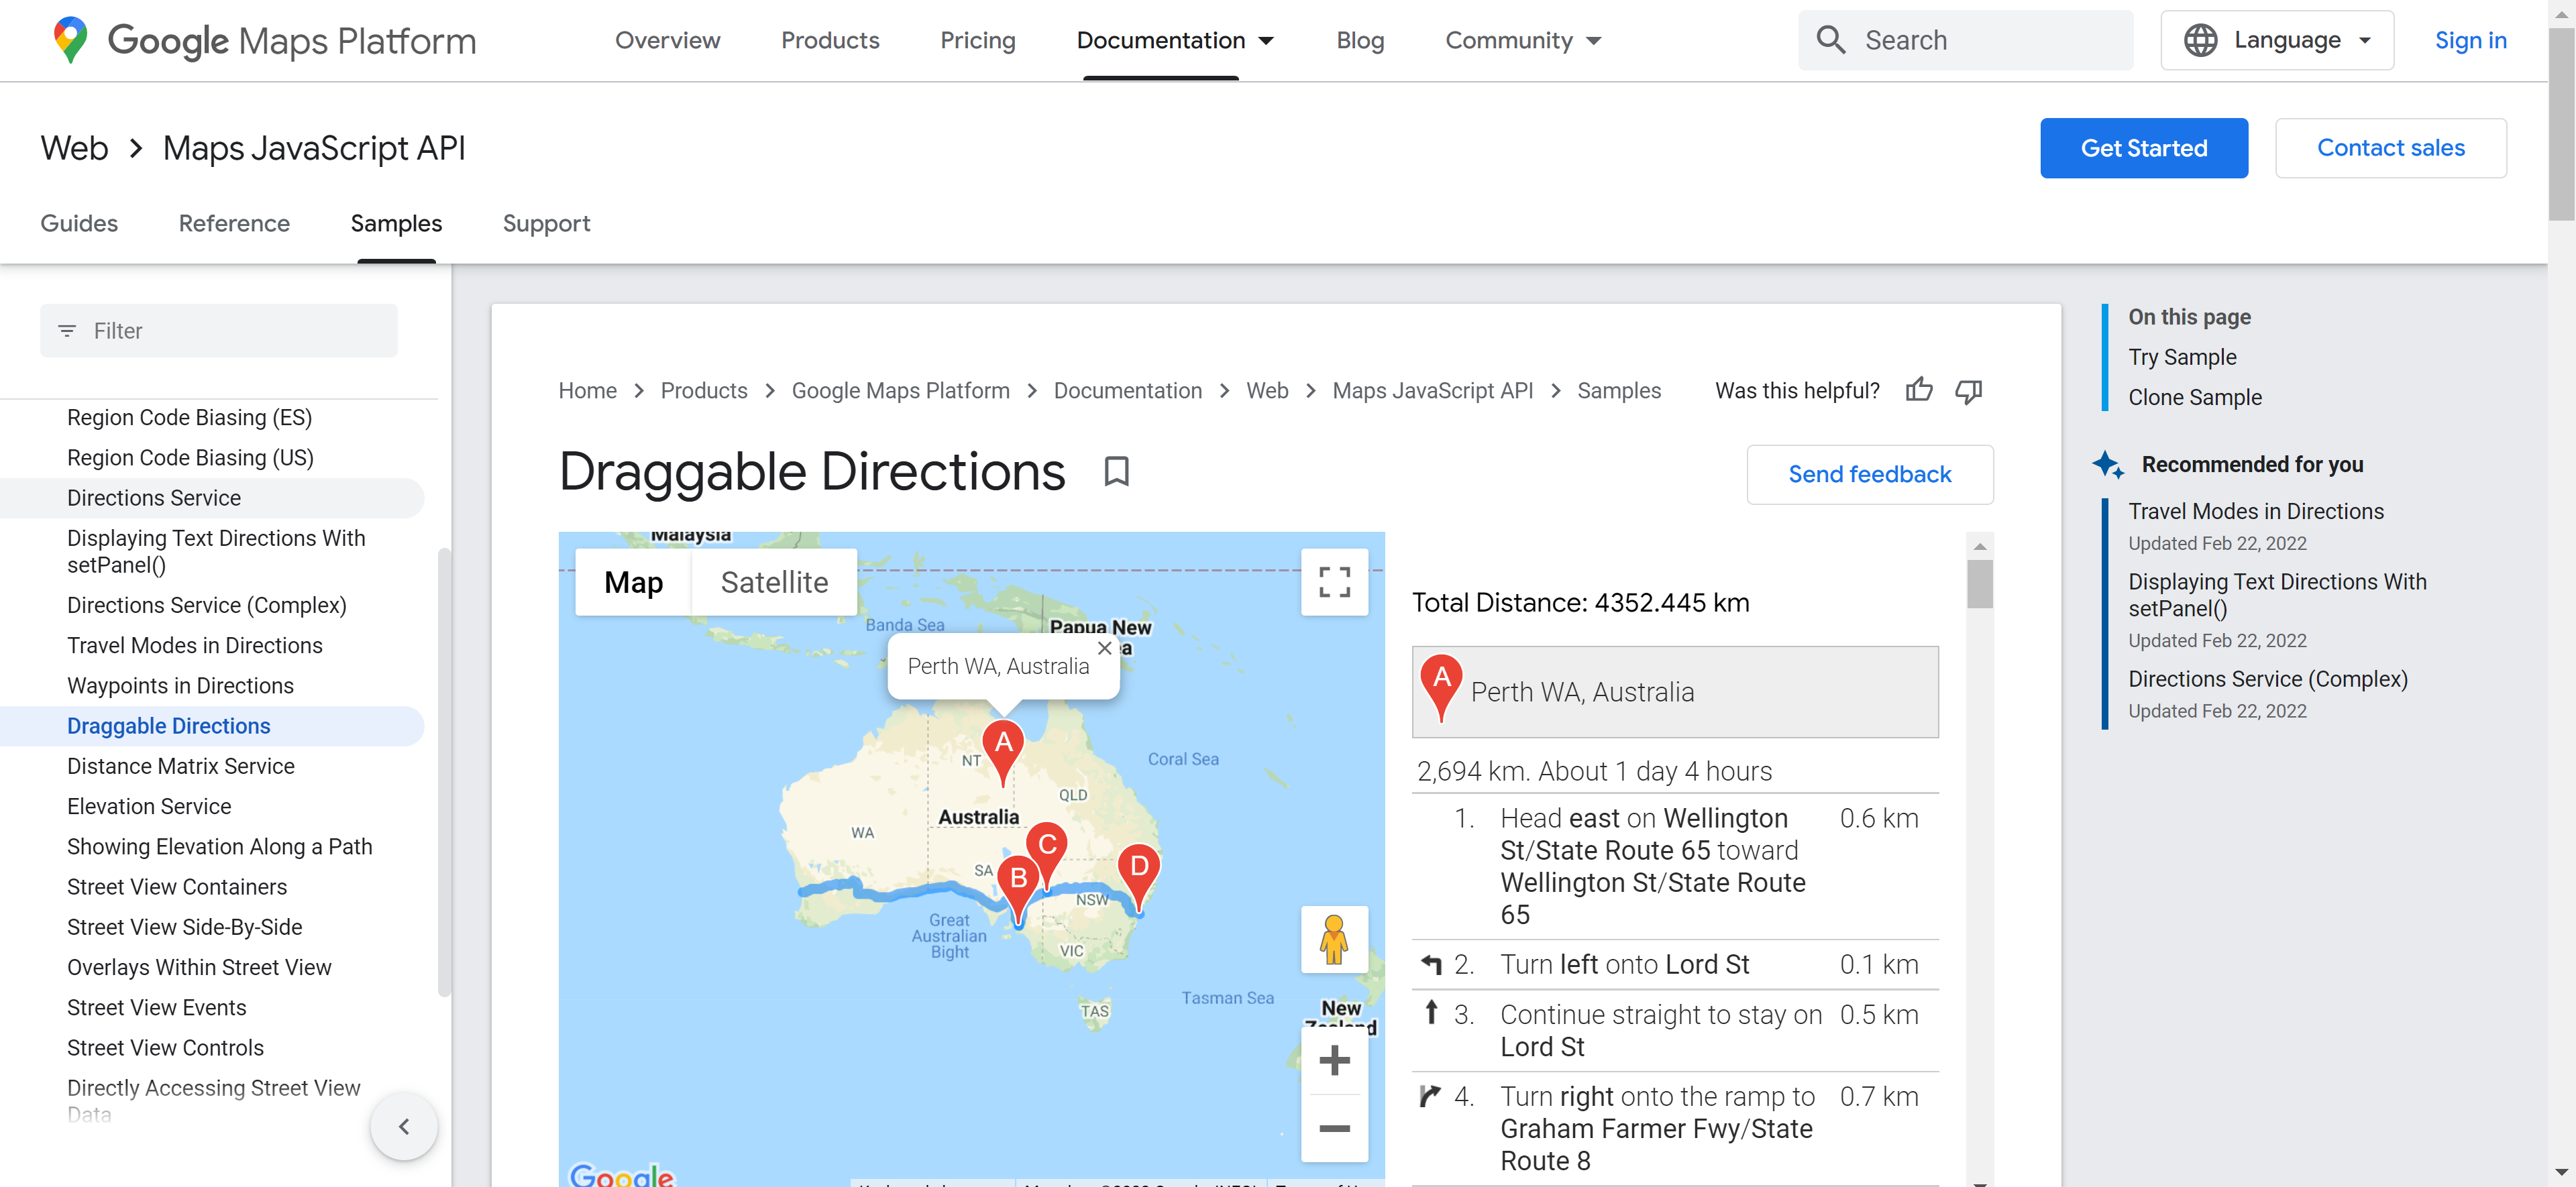 Google Maps Platform
Overview
Products
Pricing
Documentation
Blog
Community
Search
Language
Sign in
Web
Maps JavaScript API
Get Started
Contact sales
Guides
Reference
Samples
Support
Filter
Region Code Biasing (ES)
Region Code Biasing (US)
Directions Service
Displaying Text Directions With
setPanel()
Directions Service (Complex)
Travel Modes in Directions
Waypoints in Directions
Draggable Directions
Distance Matrix Service
Elevation Service
Showing Elevation Along a Path
Street View Containers
Street View Side-By-Side
Overlays Within Street View
Street View Events
Street View Controls
Directly Accessing Street View
Data
Home
Products
Google Maps Platform
Documentation
Web
Maps JavaScript API
Samples
Was this helpful?
Draggable Directions
Send feedback
Malaysia
Map
Satellite
Banda Sea
Papua New
Perth WA, Australia
A
NT
Coral Sea
QLD
Australia
WA
C
D
SA
B
NSW
Great
Australian
Bight
VIC
Tasman Sea
TAS
New
Zealand
Google
Total Distance: 4352.445 km
A
Perth WA, Australia
2,694 km. About 1 day 4 hours
1. Head east on Wellington 0.6 km
St/State Route 65 toward
Wellington St/State Route
65
2. Turn left onto Lord St 0.1 km
3. Continue straight to stay on 0.5 km
Lord St
4. Turn right onto the ramp to 0.7 km
Graham Farmer Fwy/State
Route 8
On this page
Try Sample
Clone Sample
Recommended for you
Travel Modes in Directions
Updated Feb 22, 2022
Displaying Text Directions With
setPanel()
Updated Feb 22, 2022
Directions Service (Complex)
Updated Feb 22, 2022